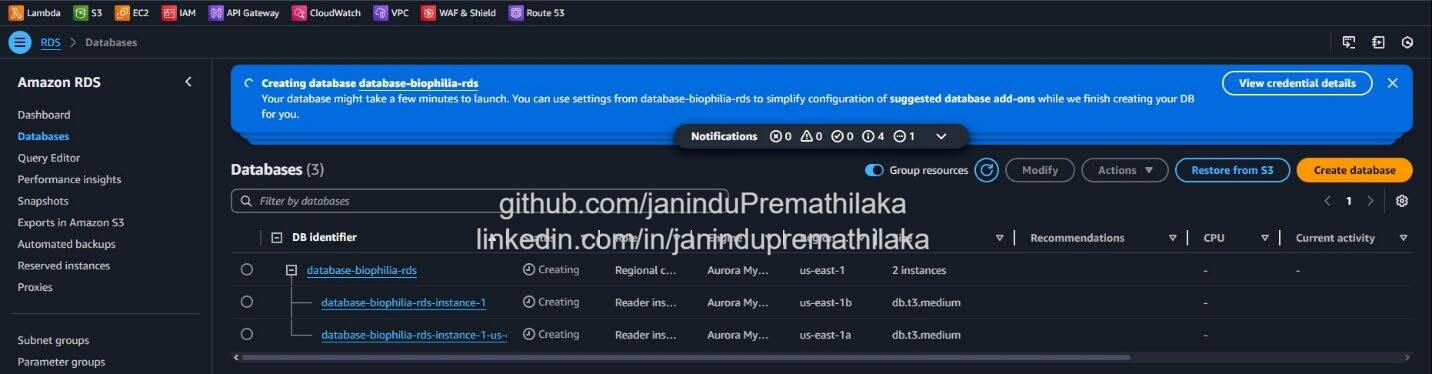 Lambda S3 EC2 IAM API Gateway CloudWatch VPC WAF & Shield Route 53
RDS > Databases
Amazon RDS
Dashboard
Databases
Query Editor
Performance insights
Snapshots
Exports in Amazon S3
Automated backups
Reserved instances
Proxies
Subnet groups
Parameter groups
Creating database database-biophilia-rds
Your database might take a few minutes to launch. You can use settings from database-biophilia-rds to simplify configuration of suggested database add-ons while we finish creating your DB
for you.
View credential details
Notifications 0 0 0 4 1
Databases (3)
Group resources
Modify
Actions
Restore from S3
Create database
Filter by databases
1
github.com/janinduPremathilaka
linkedin.com/in/janindupremathilaka
DB identifier Status Role Engine Region Recommendations CPU Current activity
database-biophilia-rds Creating Regional c... Aurora My... us-east-1 2 instances - -
database-biophilia-rds-instance-1 Creating Reader ins... Aurora My... us-east-1b db.t3.medium -
database-biophilia-rds-instance-1-us- Creating Reader ins... Aurora My... us-east-1a db.t3.medium -